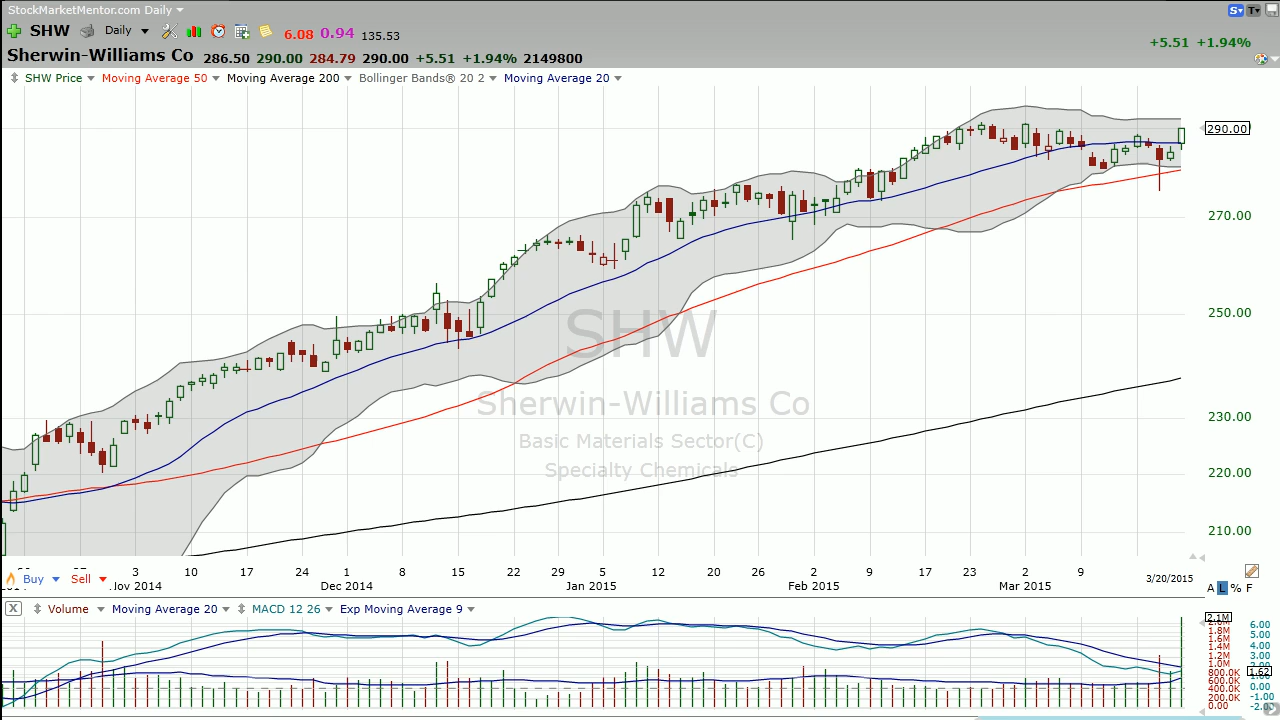 StockMarketMentor.com Daily
S T
SHW Daily 6.08 0.94 135.53
+5.51 +1.94%
Sherwin-Williams Co 286.50 290.00 284.79 290.00 +5.51 +1.94% 2149800
SHW Price Moving Average 50 Moving Average 200 Bollinger Bands® 20 2 Moving Average 20
290.00
270.00
250.00
230.00
220.00
210.00
SHW
Sherwin-Williams Co
Basic Materials Sector(C)
Specialty Chemicals
3 10 17 24 1 8 15 22 29 5 12 20 26 2 9 17 23 2 9
Buy Sell Nov 2014 Dec 2014 Jan 2015 Feb 2015 Mar 2015 3/20/2015
A L % F
X Volume Moving Average 20 MACD 12 26 Exp Moving Average 9
2.1M
1.8M 6.00
1.6M 5.00
1.4M 4.00
1.2M 3.00
1.0M 2.00
800.0K 1.62
600.0K 1.00
400.0K 0.00
200.0K -1.00
0.00 -2.0